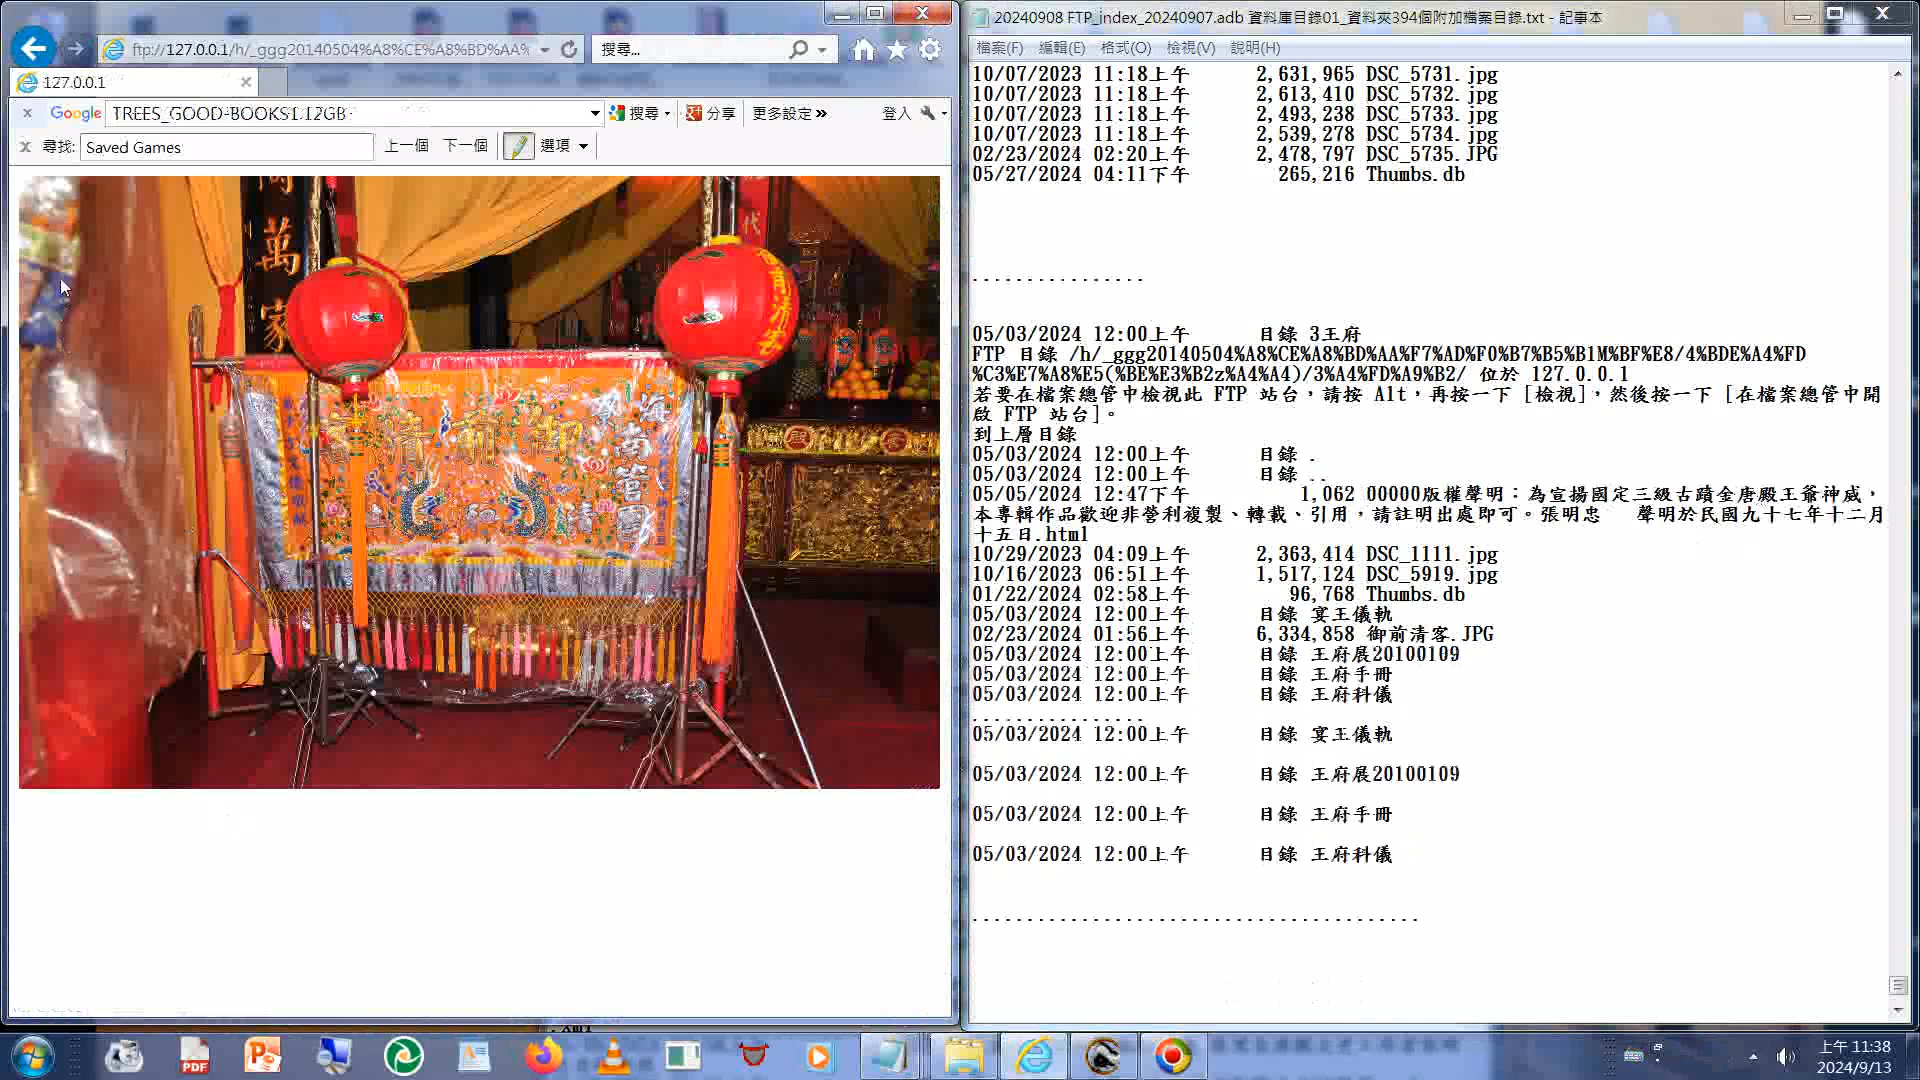 20240908 FTP_index_20240907.adb 資料庫目錄01_資料夾394個附加檔案目錄.txt - 記事本
ftp://127.0.0.1/h/_ggg20140504%A8%CE%A8%BD%AA%
搜尋...
檔案(F) 編輯(E) 格式(O) 檢視(V) 說明(H)
127.0.0.1
Google TREES_GOOD-BOOKS1.12GB 搜尋 分享 更多設定 » 登入
x 尋找: Saved Games 上一個 下一個 選項
萬
家
代
御前清客
南管
10/07/2023 11:18上午 2,631,965 DSC_5731.jpg
10/07/2023 11:18上午 2,613,410 DSC_5732.jpg
10/07/2023 11:18上午 2,493,238 DSC_5733.jpg
10/07/2023 11:18上午 2,539,278 DSC_5734.jpg
02/23/2024 02:20上午 2,478,797 DSC_5735.JPG
05/27/2024 04:11下午 265,216 Thumbs.db
----------------
05/03/2024 12:00上午 目錄 3王府
FTP 目錄 /h/_ggg20140504%A8%CE%A8%BD%AA%F7%AD%F0%B7%B5%B1M%BF%E8/4%BDE%A4%FD
%C3%E7%A8%E5(%BE%E3%B2z%A4%A4)/3%A4%FD%A9%B2/ 位於 127.0.0.1
若要在檔案總管中檢視此 FTP 站台，請按 Alt，再按一下 [檢視]，然後按一下 [在檔案總管中開
啟 FTP 站台]。
到上層目錄
05/03/2024 12:00上午 目錄 .
05/03/2024 12:00上午 目錄 ..
05/05/2024 12:47下午 1,062 00000版權聲明：為宣揚國定三級古蹟金唐殿王爺神威，
本專輯作品歡迎非營利複製、轉載、引用，請註明出處即可。張明忠 聲明於民國九十七年十二月
十五日.html
10/29/2023 04:09上午 2,363,414 DSC_1111.jpg
10/16/2023 06:51上午 1,517,124 DSC_5919.jpg
01/22/2024 02:58上午 96,768 Thumbs.db
05/03/2024 12:00上午 目錄 宴王儀軌
02/23/2024 01:56上午 6,334,858 御前清客.JPG
05/03/2024 12:00上午 目錄 王府展20100109
05/03/2024 12:00上午 目錄 王府手冊
05/03/2024 12:00上午 目錄 王府科儀
----------------
05/03/2024 12:00上午 目錄 宴王儀軌
05/03/2024 12:00上午 目錄 王府展20100109
05/03/2024 12:00上午 目錄 王府手冊
05/03/2024 12:00上午 目錄 王府科儀
-----------------------------------------
PDF
上午 11:38
2024/9/13